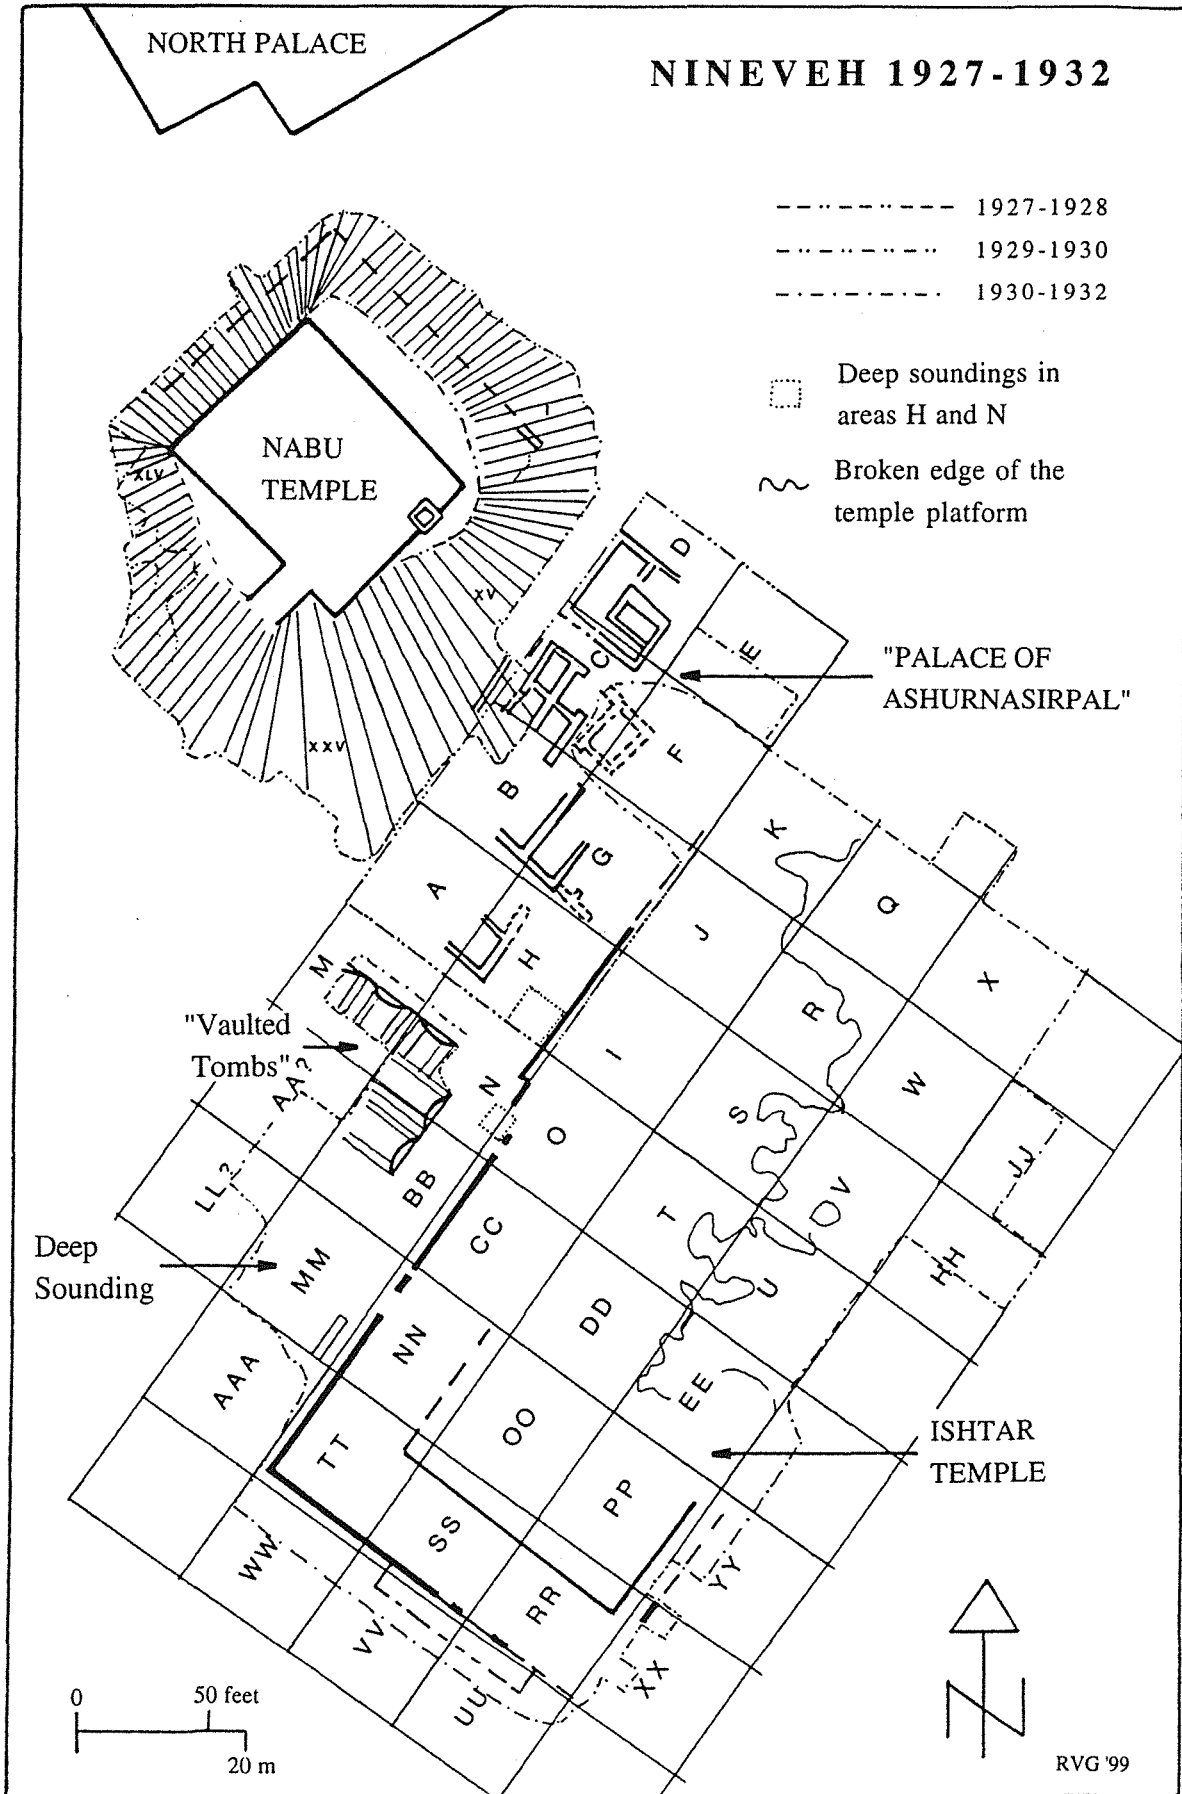 NORTH PALACE
NINEVEH 1927-1932
1927-1928
1929-1930
1930-1932
Deep soundings in
areas H and N
Broken edge of the
temple platform
NABU
TEMPLE
XLV
XV
XXV
"PALACE OF
ASHURNASIRPAL"
D
E
C
F
B
G
K
Q
A
H
J
X
M
R
"Vaulted
Tombs"
I
N
W
AA?
O
S
JJ
LL?
BB
V
T
CC
HH
U
Deep
Sounding
MM
DD
NN
EE
AAA
OO
ISHTAR
TEMPLE
TT
PP
SS
WW
RR
YY
VV
XX
UU
0
50 feet
20 m
N
RVG '99